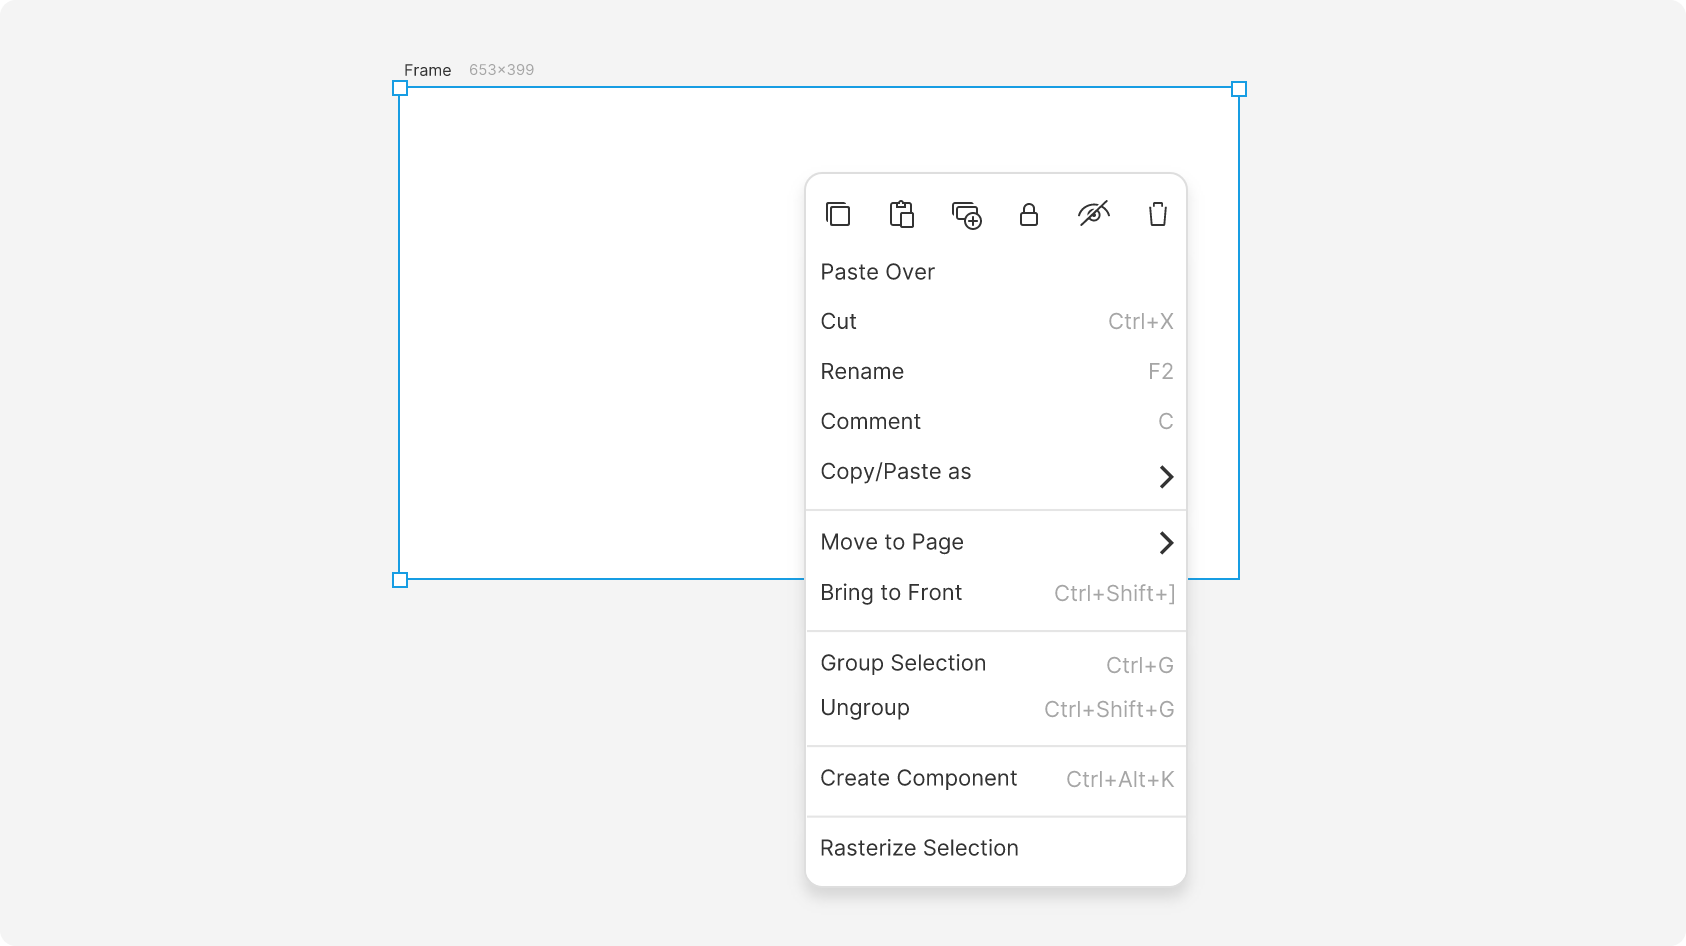 Frame 653×399
Paste Over
Cut Ctrl+X
Rename F2
Comment C
Copy/Paste as
Move to Page
Bring to Front Ctrl+Shift+]
Group Selection Ctrl+G
Ungroup Ctrl+Shift+G
Create Component Ctrl+Alt+K
Rasterize Selection